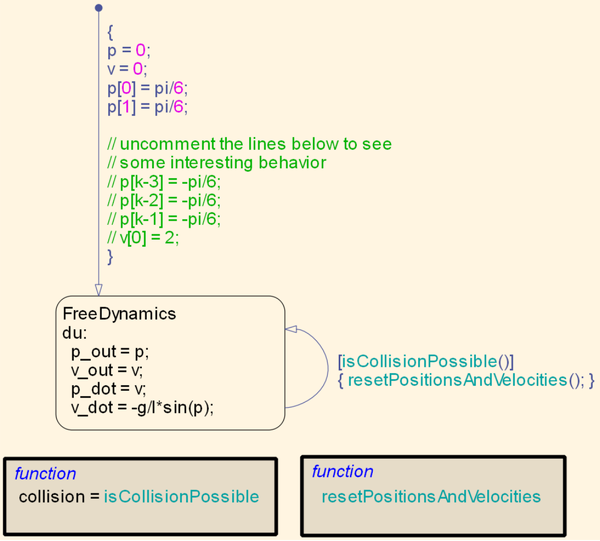 {
p = 0;
v = 0;
p[0] = pi/6;
p[1] = pi/6;
// uncomment the lines below to see
// some interesting behavior
// p[k-3] = -pi/6;
// p[k-2] = -pi/6;
// p[k-1] = -pi/6;
// v[0] = 2;
}
FreeDynamics
du:
p_out = p;
v_out = v;
p_dot = v;
v_dot = -g/l*sin(p);
[isCollisionPossible()]
{ resetPositionsAndVelocities(); }
function
collision = isCollisionPossible
function
resetPositionsAndVelocities